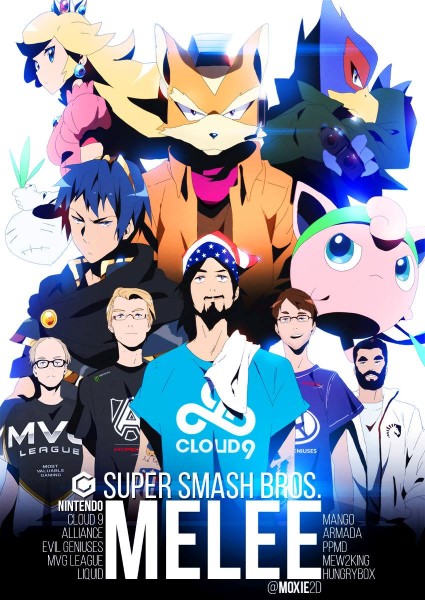 MVG
LEAGUE
MOST
VALUABLE
GAMING
A
CLOUD9
GENIUSES
G SUPER SMASH BROS.
MELEE
NINTENDO
CLOUD 9
ALLIANCE
EVIL GENIUSES
MVG LEAGUE
LIQUID
MANGO
ARMADA
PPMD
MEW2KING
HUNGRYBOX
@MOXIE2D